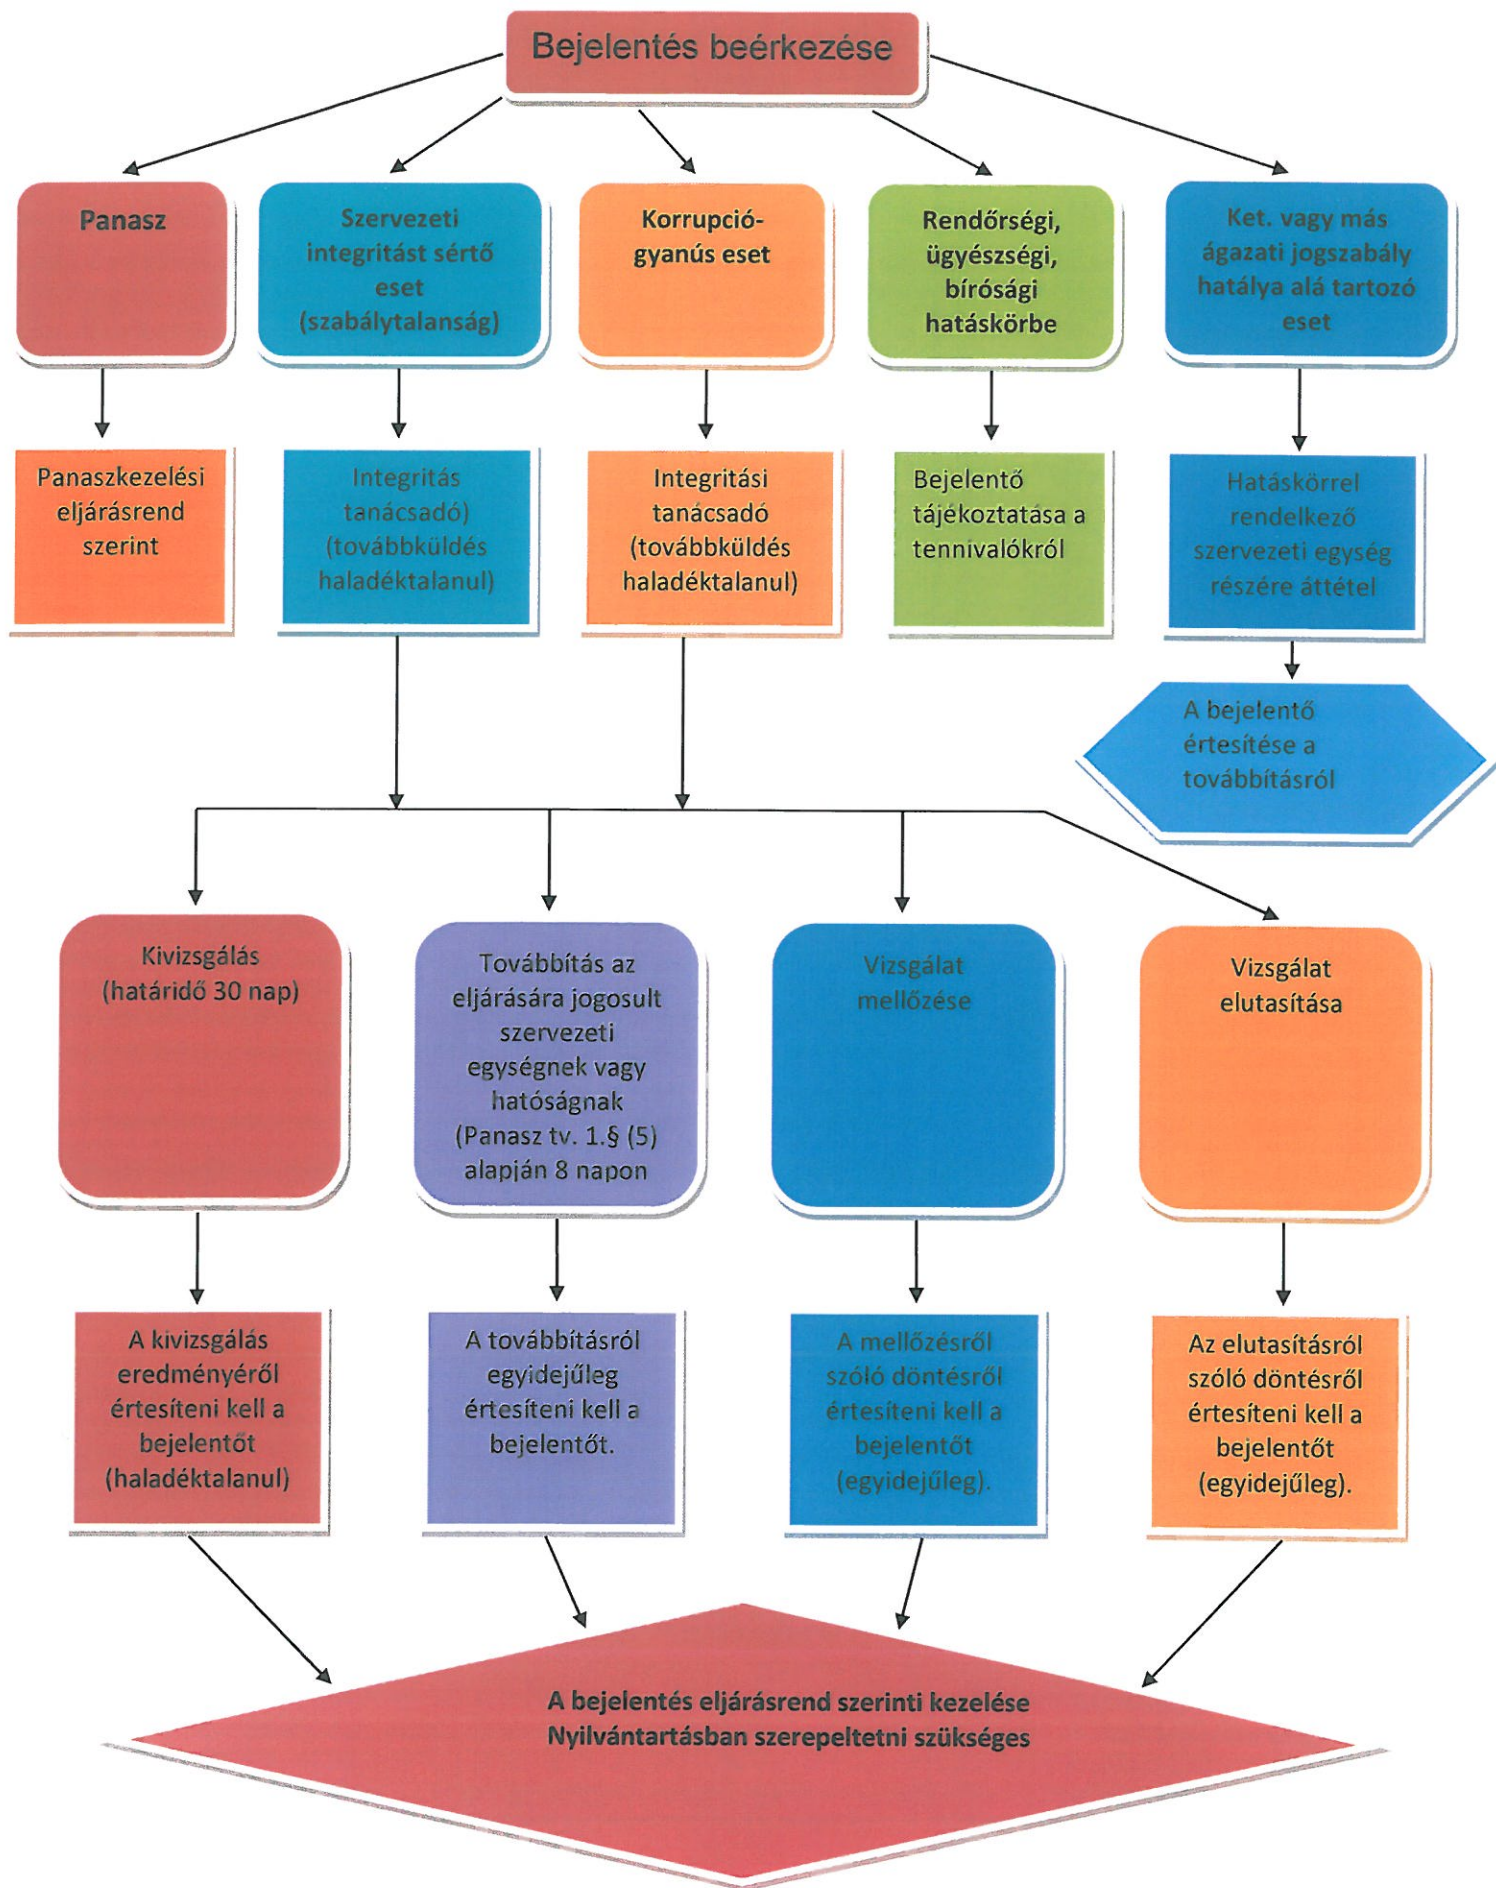 Bejelentés beérkezése
Panasz
Szervezeti
integritást sértő
eset
(szabálytalanság)
Korrupció-
gyanús eset
Rendőrségi,
ügyészségi,
bírósági
hatáskörbe
Ket. vagy más
ágazati jogszabály
hatálya alá tartozó
eset
Panaszkezelési
eljárásrend
szerint
Integritás
tanácsadó)
(továbbküldés
haladéktalanul)
Integritási
tanácsadó
(továbbküldés
haladéktalanul)
Bejelentő
tájékoztatása a
tennivalókról
Hatáskörrel
rendelkező
szervezeti egység
részére áttétel
A bejelentő
értesítése a
továbbításról
Kivizsgálás
(határidő 30 nap)
Továbbítás az
eljárására jogosult
szervezeti
egységnek vagy
hatóságnak
(Panasz tv. 1.§ (5)
alapján 8 napon
Vizsgálat
mellőzése
Vizsgálat
elutasítása
A kivizsgálás
eredményéről
értesíteni kell a
bejelentőt
(haladéktalanul)
A továbbításról
egyidejűleg
értesíteni kell a
bejelentőt.
A mellőzésről
szóló döntésről
értesíteni kell a
bejelentőt
(egyidejűleg).
Az elutasításról
szóló döntésről
értesíteni kell a
bejelentőt
(egyidejűleg).
A bejelentés eljárásrend szerinti kezelése
Nyilvántartásban szerepeltetni szükséges